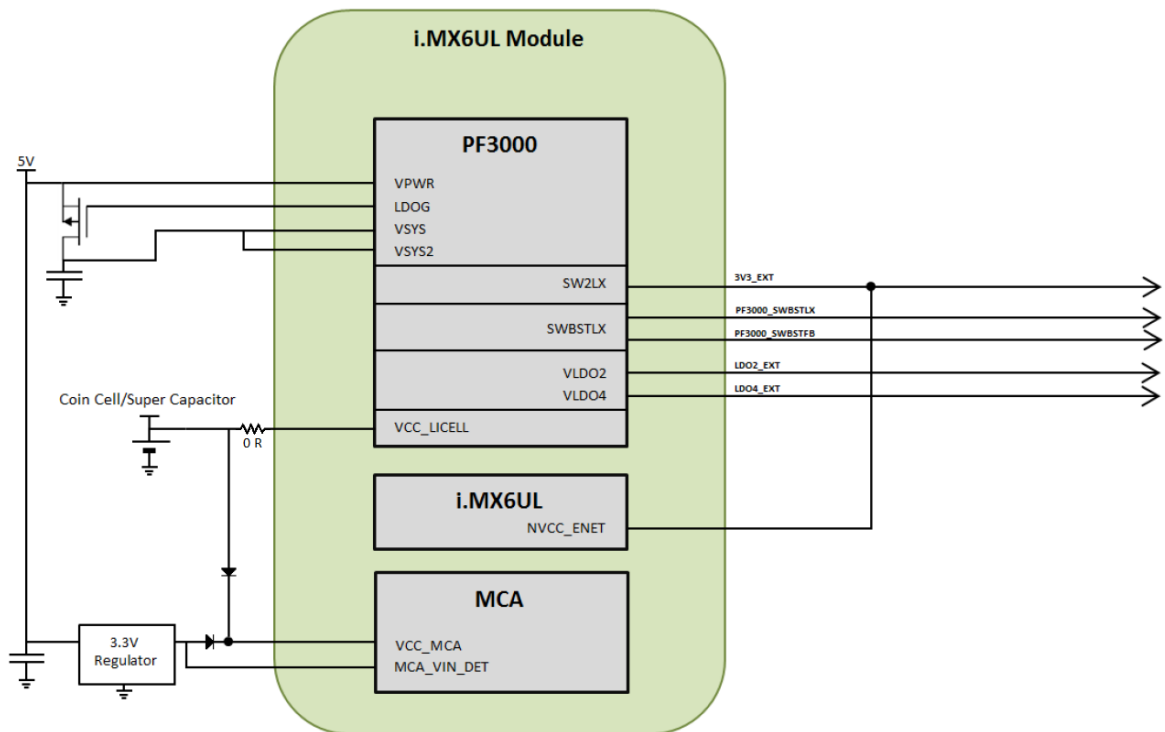 i.MX6UL Module
PF3000
5V
VPWR
LDOG
VSYS
VSYS2
SW2LX
3V3_EXT
SWBSTLX
PF3000_SWBSTLX
PF3000_SWBSTFB
VLDO2
LDO2_EXT
VLDO4
LDO4_EXT
Coin Cell/Super Capacitor
0 R
VCC_LICELL
i.MX6UL
NVCC_ENET
MCA
3.3V
Regulator
VCC_MCA
MCA_VIN_DET